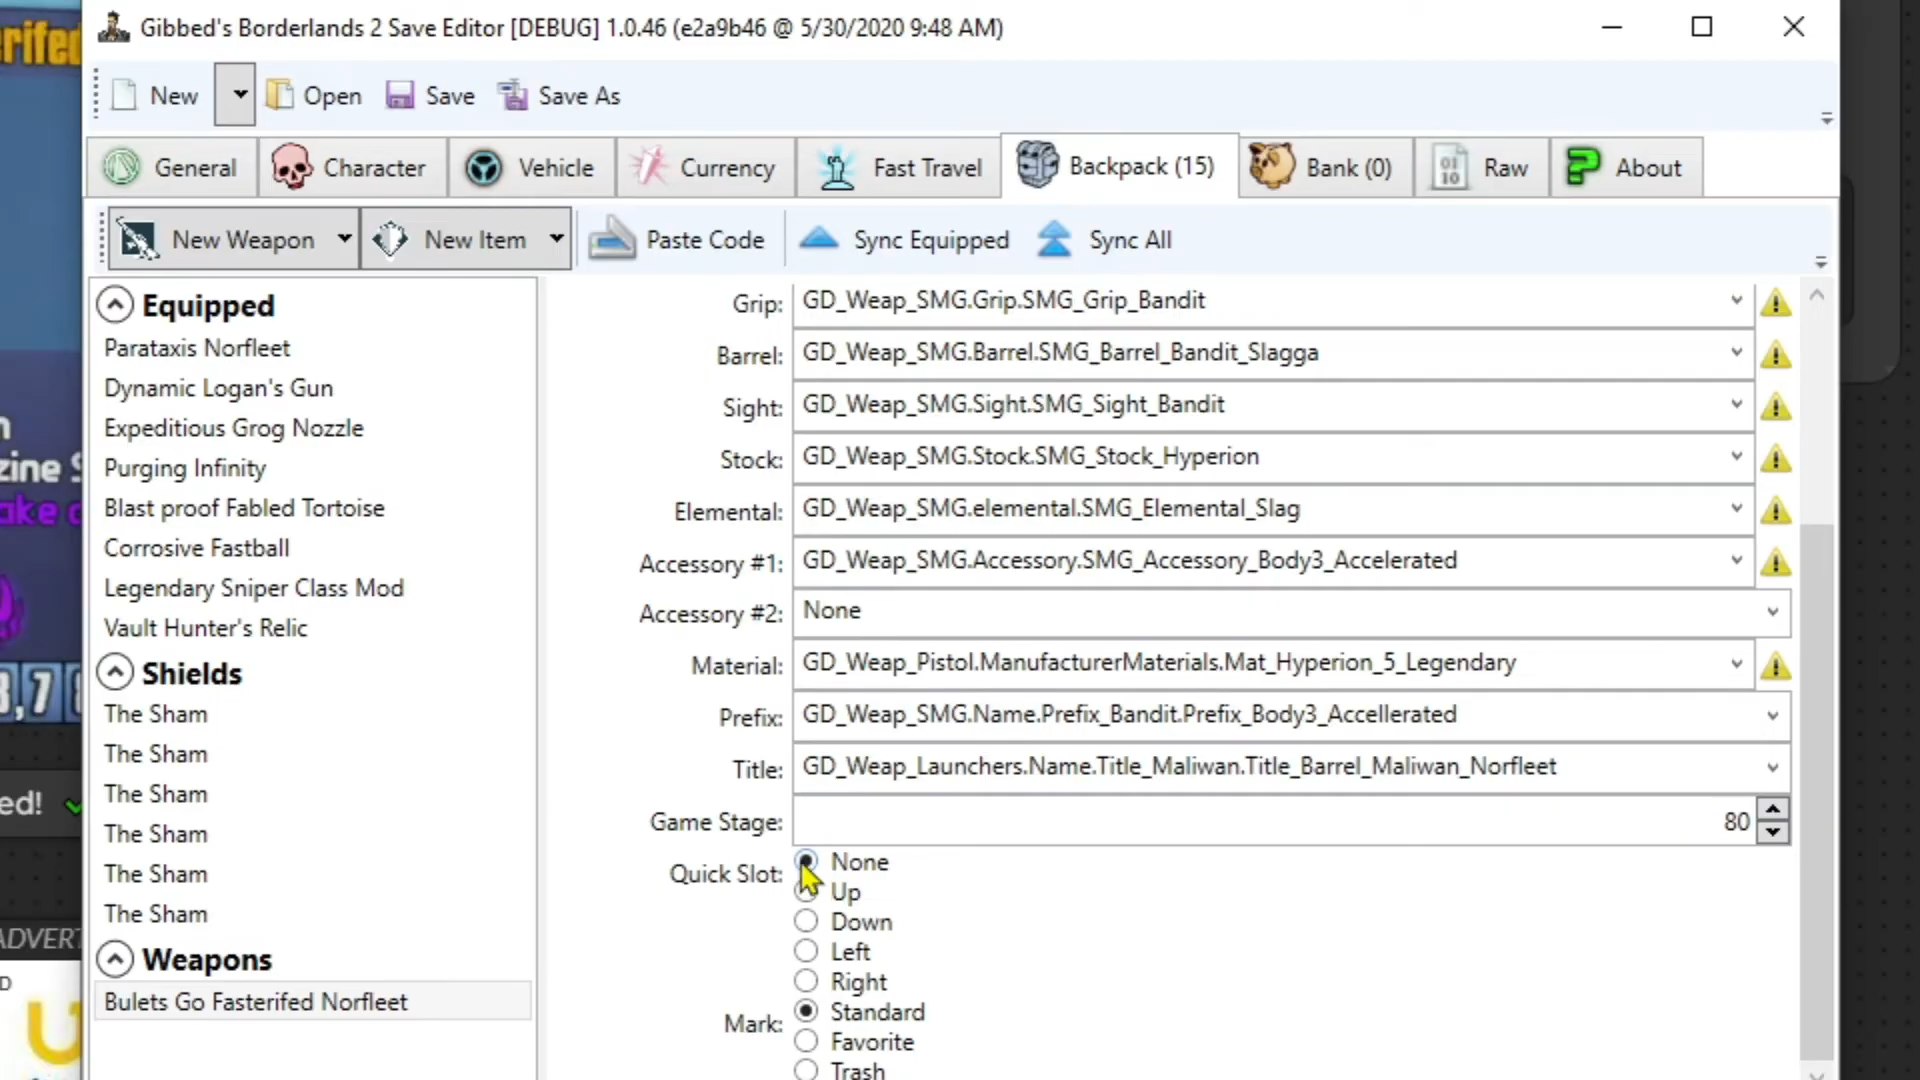 Gibbed's Borderlands 2 Save Editor [DEBUG] 1.0.46 (e2a9b46 @ 5/30/2020 9:48 AM)
New Open Save Save As
General Character Vehicle Currency Fast Travel Backpack (15) Bank (0) Raw About
New Weapon New Item Paste Code Sync Equipped Sync All
Equipped
Parataxis Norfleet
Dynamic Logan's Gun
Expeditious Grog Nozzle
Purging Infinity
Blast proof Fabled Tortoise
Corrosive Fastball
Legendary Sniper Class Mod
Vault Hunter's Relic
Shields
The Sham
The Sham
The Sham
The Sham
The Sham
The Sham
Weapons
Bulets Go Fasterifed Norfleet
Grip: GD_Weap_SMG.Grip.SMG_Grip_Bandit
Barrel: GD_Weap_SMG.Barrel.SMG_Barrel_Bandit_Slagga
Sight: GD_Weap_SMG.Sight.SMG_Sight_Bandit
Stock: GD_Weap_SMG.Stock.SMG_Stock_Hyperion
Elemental: GD_Weap_SMG.elemental.SMG_Elemental_Slag
Accessory #1: GD_Weap_SMG.Accessory.SMG_Accessory_Body3_Accelerated
Accessory #2: None
Material: GD_Weap_Pistol.ManufacturerMaterials.Mat_Hyperion_5_Legendary
Prefix: GD_Weap_SMG.Name.Prefix_Bandit.Prefix_Body3_Accellerated
Title: GD_Weap_Launchers.Name.Title_Maliwan.Title_Barrel_Maliwan_Norfleet
Game Stage: 80
Quick Slot: None
Up
Down
Left
Right
Mark: Standard
Favorite
Trash